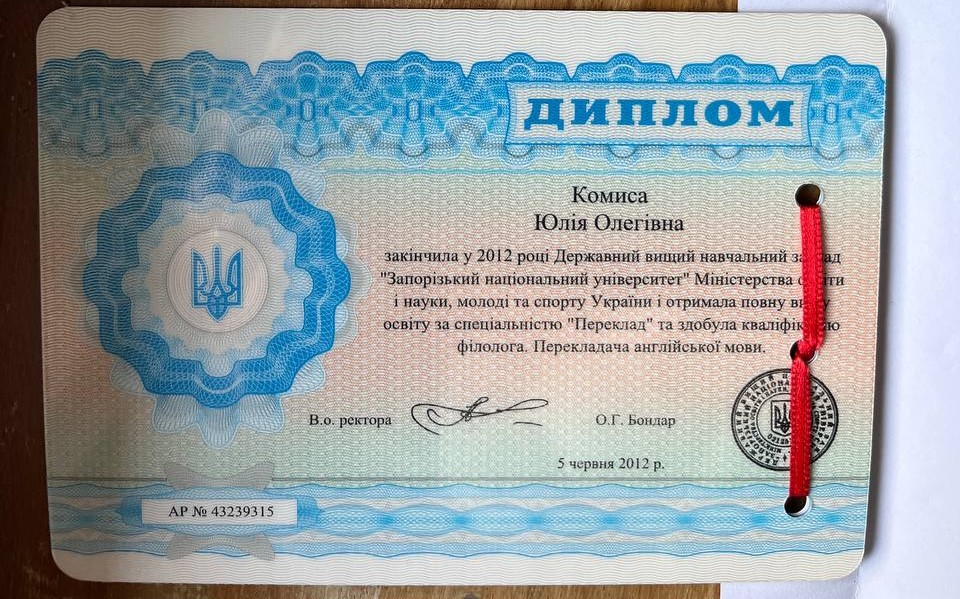 ДИПЛОМ
Комиса
Юлія Олегівна
закінчила у 2012 році Державний вищий навчальний
"Запорізький національний університет" Міністерства
і науки, молоді та спорту України і отримала повну
освіту за спеціальністю "Переклад" та здобула
філолога. Перекладача англійської мови.
В.о. ректора О.Г. Бондар
5 червня 2012 р.
АР № 43239315